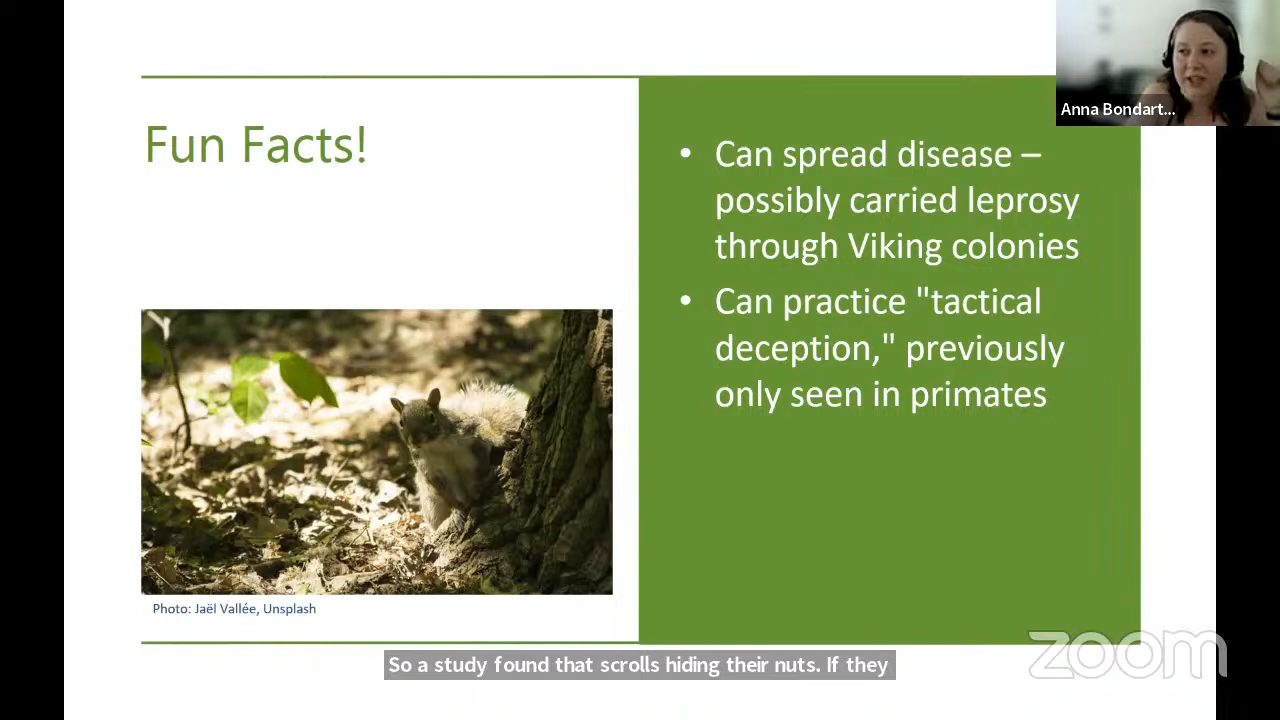 Anna Bondart...
Fun Facts!
• Can spread disease –
possibly carried leprosy
through Viking colonies
• Can practice "tactical
deception," previously
only seen in primates
Photo: Jaël Vallée, Unsplash
zoom
So a study found that scrolls hiding their nuts. If they